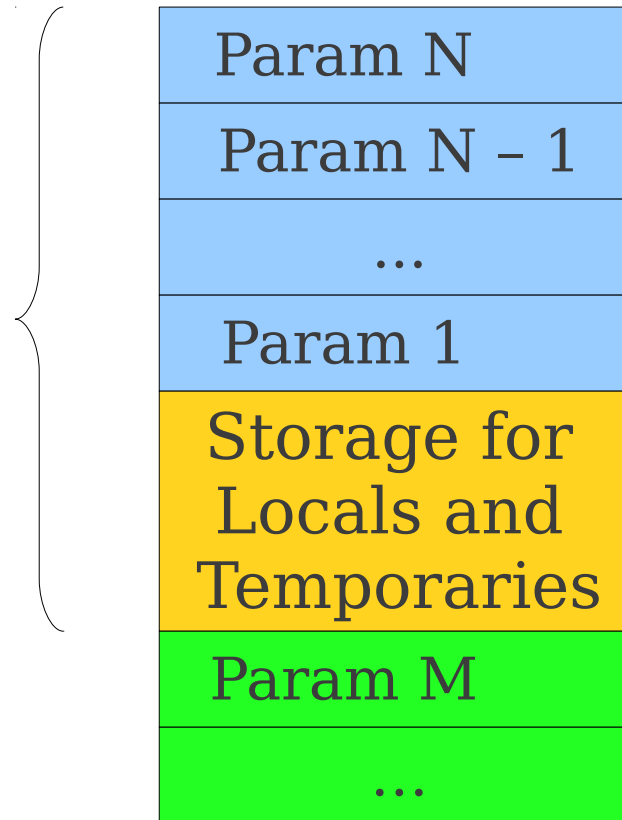 Param N
Param N – 1
...
Param 1
Storage for
Locals and
Temporaries
Param M
...